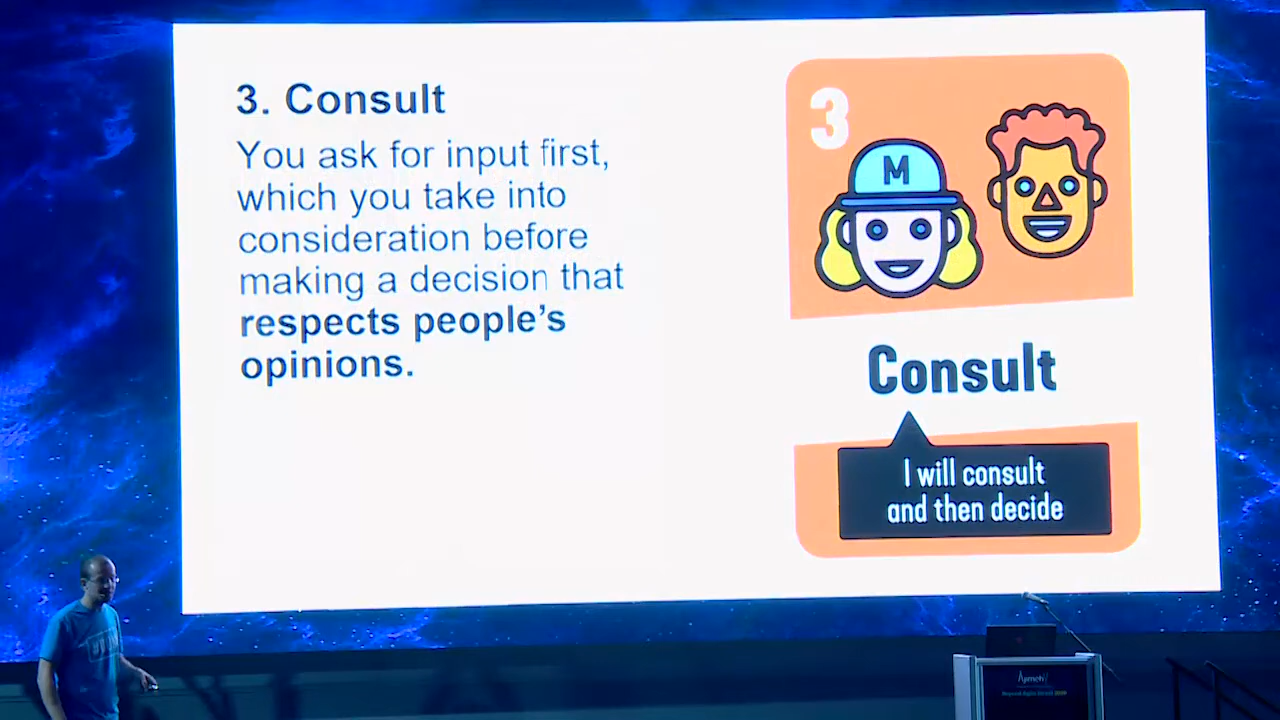 3. Consult
You ask for input first,
which you take into
consideration before
making a decision that
respects people's
opinions.
3
M
Consult
I will consult
and then decide